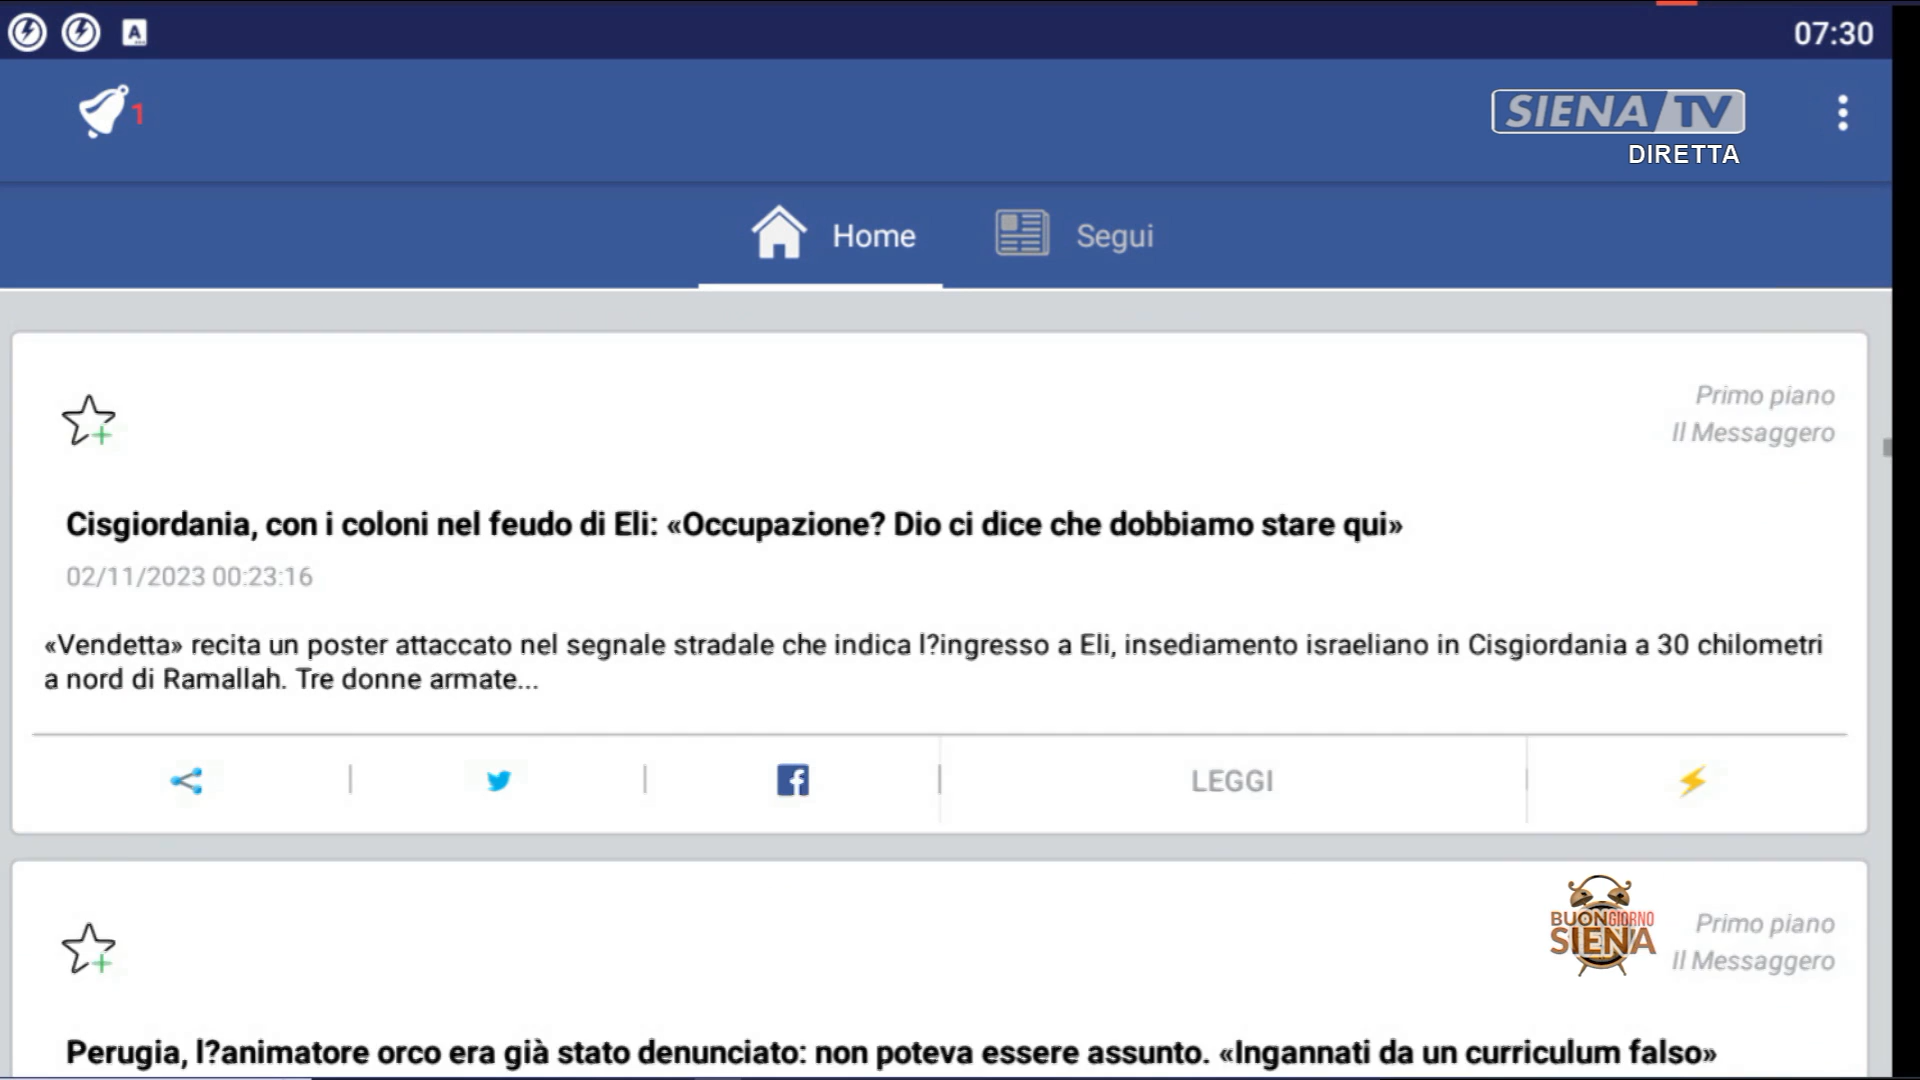 A
07:30
1
SIENA TV
DIRETTA
Home
Segui
Primo piano
Il Messaggero
Cisgiordania, con i coloni nel feudo di Eli: «Occupazione? Dio ci dice che dobbiamo stare qui»
02/11/2023 00:23:16
«Vendetta» recita un poster attaccato nel segnale stradale che indica l?ingresso a Eli, insediamento israeliano in Cisgiordania a 30 chilometri
a nord di Ramallah. Tre donne armate...
LEGGI
BUONGIORNO
SIENA
Primo piano
Il Messaggero
Perugia, l?animatore orco era già stato denunciato: non poteva essere assunto. «Ingannati da un curriculum falso»